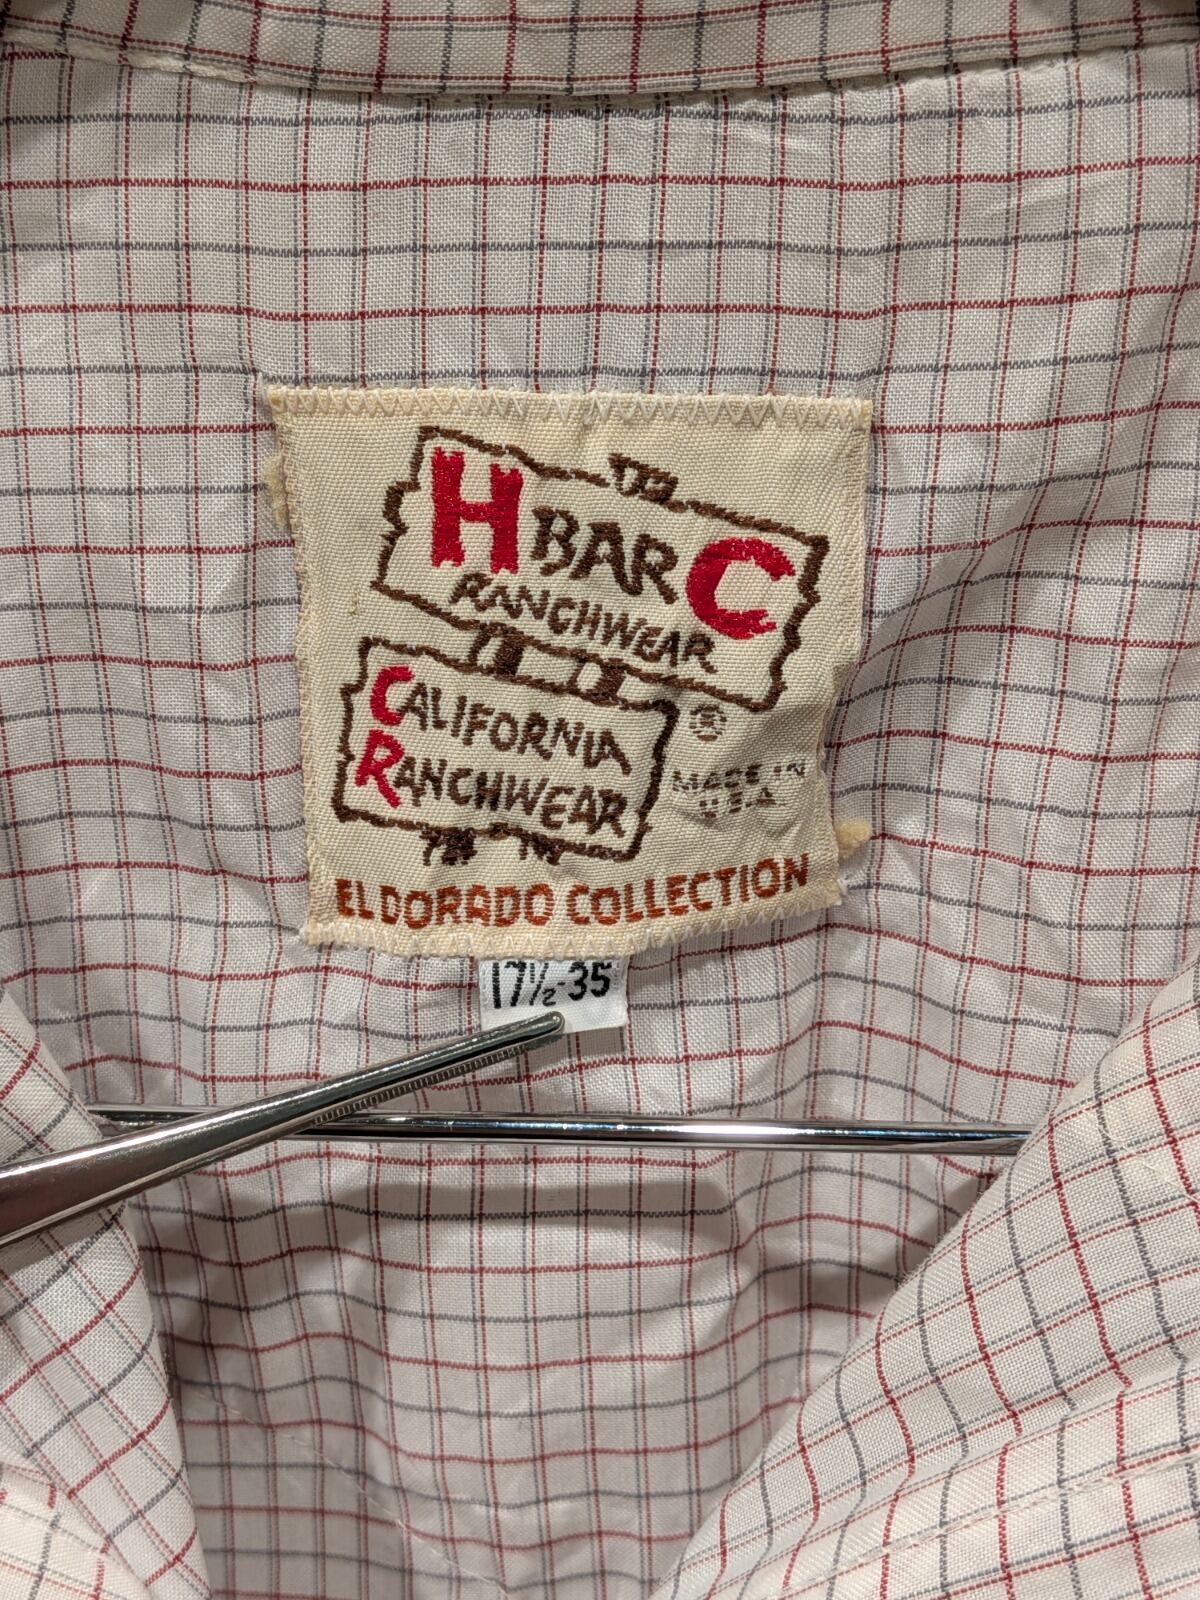 H BAR C
RANCHWEAR
CALIFORNIA
RANCHWEAR
®
MADE IN
U.S.A
EL DORADO COLLECTION
17½-35